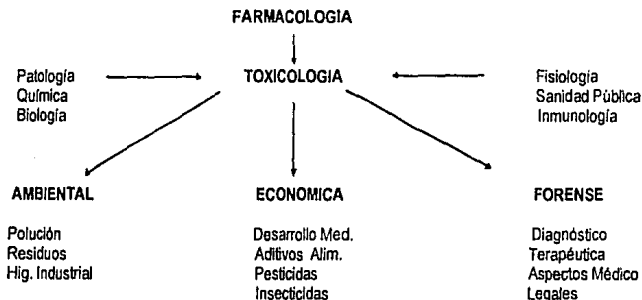 FARMACOLOGIA
Patología
Química
Biología
TOXICOLOGIA
Fisiología
Sanidad Pública
Inmunología
AMBIENTAL
Polución
Residuos
Hig. Industrial
ECONOMICA
Desarrollo Med.
Aditivos Alim.
Pesticidas
Insecticidas
FORENSE
Diagnóstico
Terapéutica
Aspectos Médico
Legales